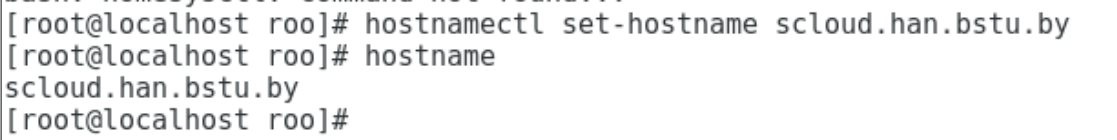 [root@localhost roo]# hostnamectl set-hostname scloud.han.bstu.by
[root@localhost roo]# hostname
scloud.han.bstu.by
[root@localhost roo]#